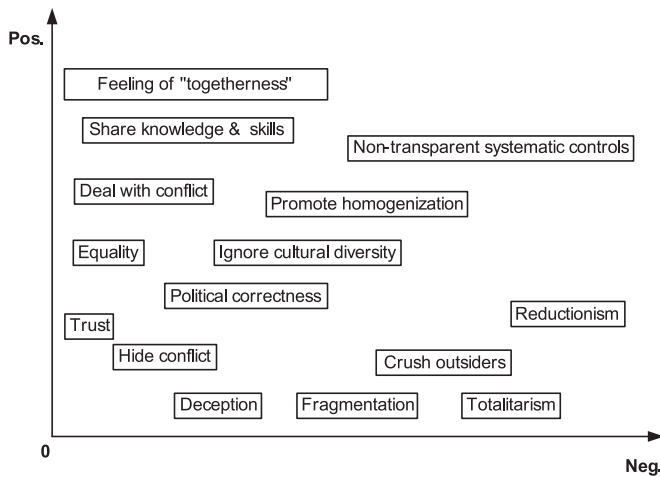 Pos.
Feeling of "togetherness"
Share knowledge & skills
Non-transparent systematic controls
Deal with conflict
Promote homogenization
Equality
Ignore cultural diversity
Political correctness
Reductionism
Trust
Hide conflict
Crush outsiders
Deception
Fragmentation
Totalitarism
0
Neg.